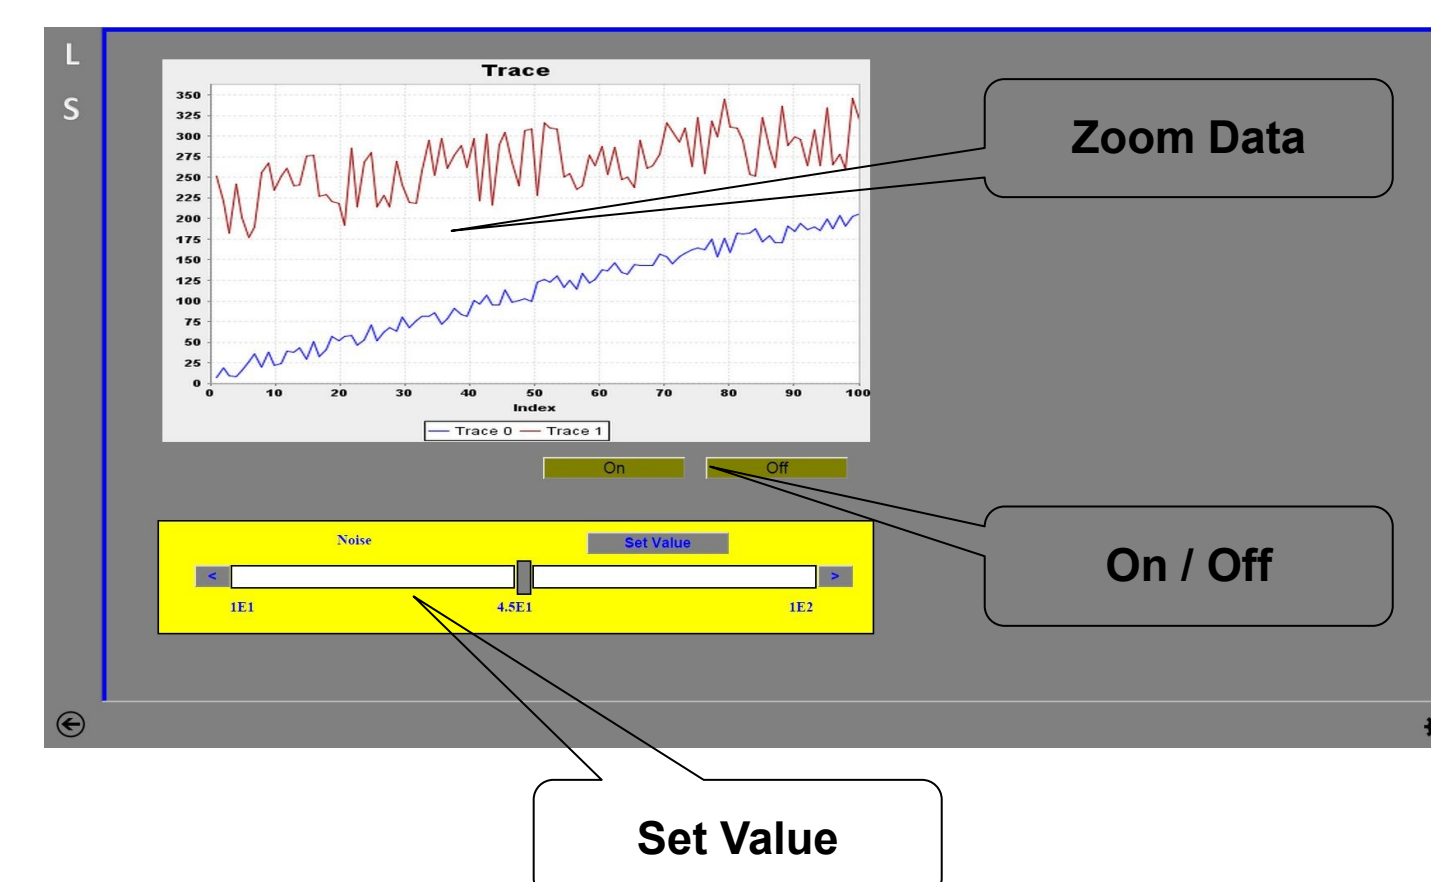 L
S
Trace
350
325
300
275
250
225
200
175
150
125
100
75
50
25
0
0 10 20 30 40 50 60 70 80 90 100
Index
Trace 0 Trace 1
Zoom Data
On Off
On / Off
Noise Set Value
< >
1E1 4.5E1 1E2
Set Value